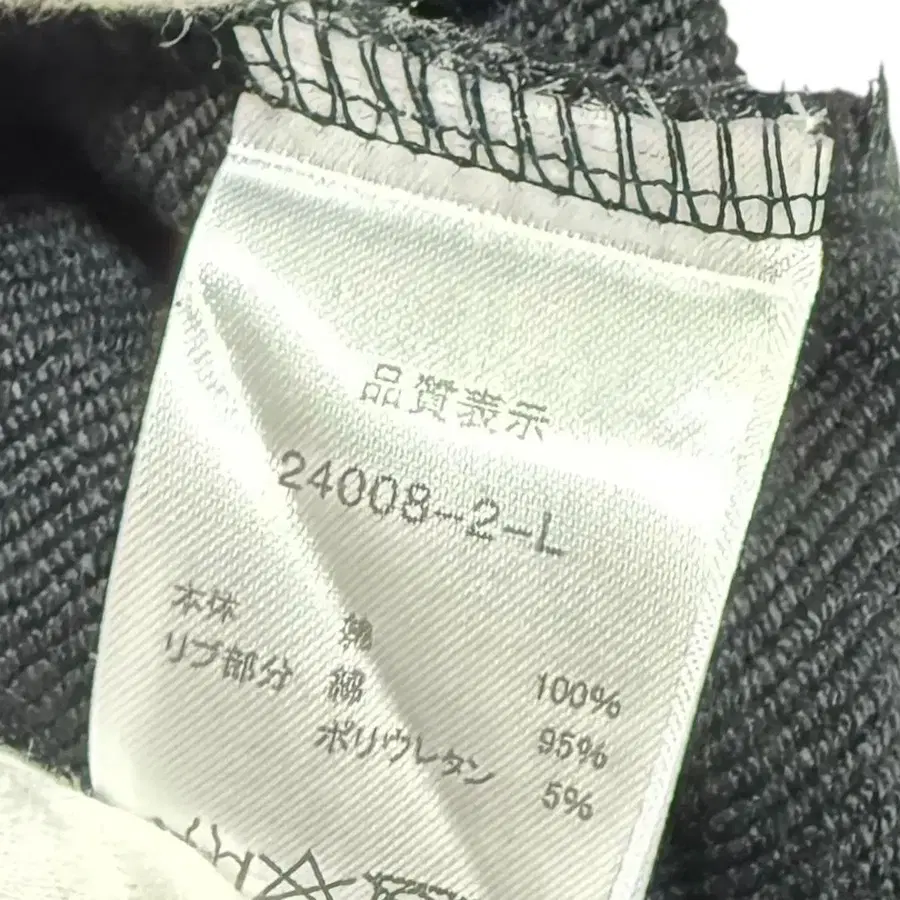 品質表示
24008-2-L
本体 綿 100%
リブ部分 綿 95%
ポリウレタン 5%